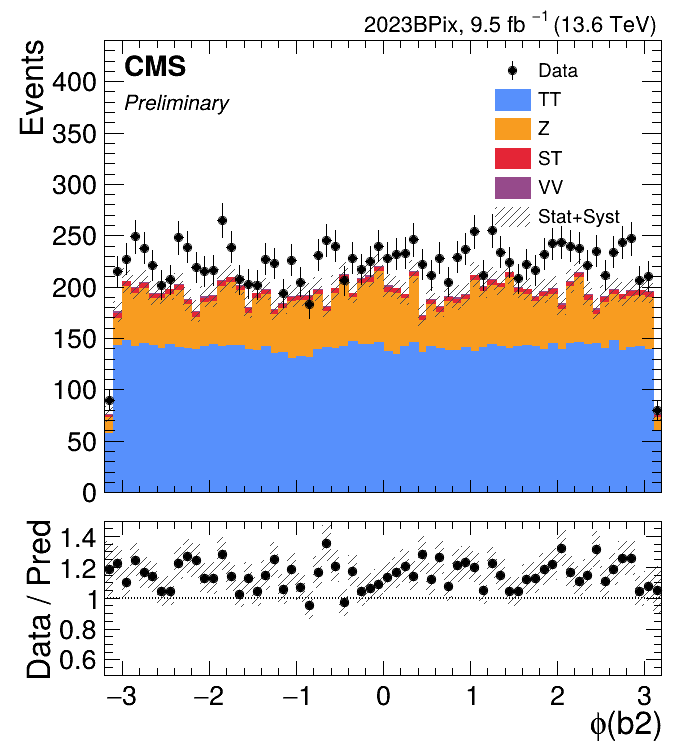 2023BPix, 9.5 fb ⁻¹ (13.6 TeV)
CMS
Preliminary
Data
TT
Z
ST
VV
Stat+Syst
Events
400
350
300
250
200
150
100
50
0
Data / Pred
1.4
1.2
1
0.8
0.6
−3 −2 −1 0 1 2 3
ϕ(b2)